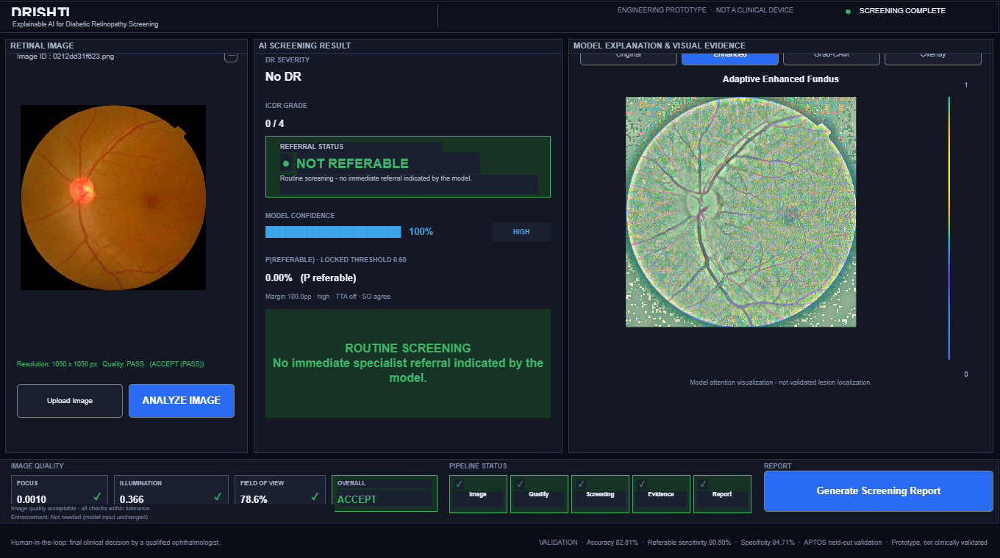 DRISHTI
Explainable AI for Diabetic Retinopathy Screening
ENGINEERING PROTOTYPE · NOT A CLINICAL DEVICE
SCREENING COMPLETE
RETINAL IMAGE
Image ID : 0212dd31f623.png
Resolution: 1050 x 1050 px Quality: PASS (ACCEPT (PASS))
Upload Image
ANALYZE IMAGE
AI SCREENING RESULT
DR SEVERITY
No DR
ICDR GRADE
0 / 4
REFERRAL STATUS
● NOT REFERABLE
Routine screening - no immediate referral indicated by the model.
MODEL CONFIDENCE
100%
HIGH
P(REFERABLE) · LOCKED THRESHOLD 0.60
0.00% (P referable)
Margin 100.0pp · high · TTA off · SO agree
ROUTINE SCREENING
No immediate specialist referral indicated by the
model.
MODEL EXPLANATION & VISUAL EVIDENCE
Original
Enhanced
Grad-CAM
Overlay
Adaptive Enhanced Fundus
1
0
Model attention visualization - not validated lesion localization.
IMAGE QUALITY
FOCUS
0.0010 ✓
ILLUMINATION
0.366 ✓
FIELD OF VIEW
78.6% ✓
OVERALL
ACCEPT
Image quality acceptable - all checks within tolerance.
Enhancement: Not needed (model input unchanged)
PIPELINE STATUS
✓ Image
✓ Quality
✓ Screening
✓ Evidence
✓ Report
REPORT
Generate Screening Report
Human-in-the-loop: final clinical decision by a qualified ophthalmologist.
VALIDATION · Accuracy 82.81% · Referable sensitivity 90.60% · Specificity 94.71% · APTOS held-out validation · Prototype, not clinically validated